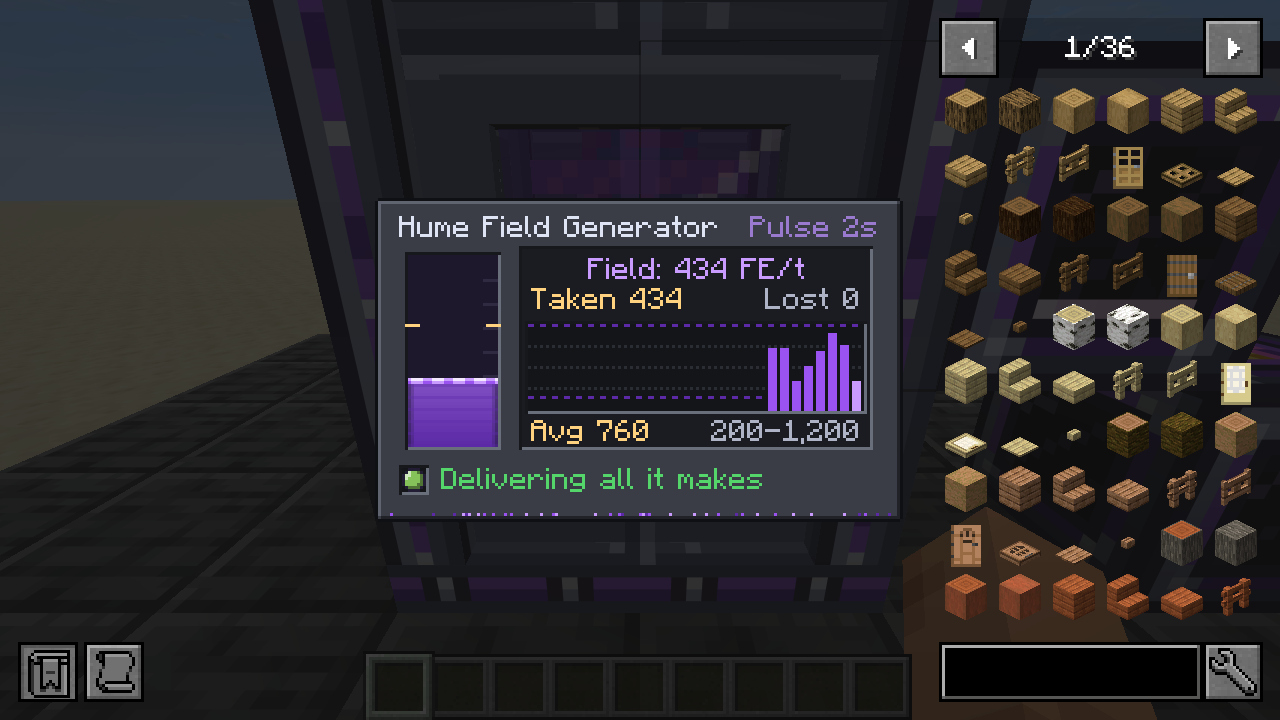 1/36
Hume Field Generator Pulse 2s
Field: 434 FE/t
Taken 434 Lost 0
Avg 760 200-1,200
Delivering all it makes